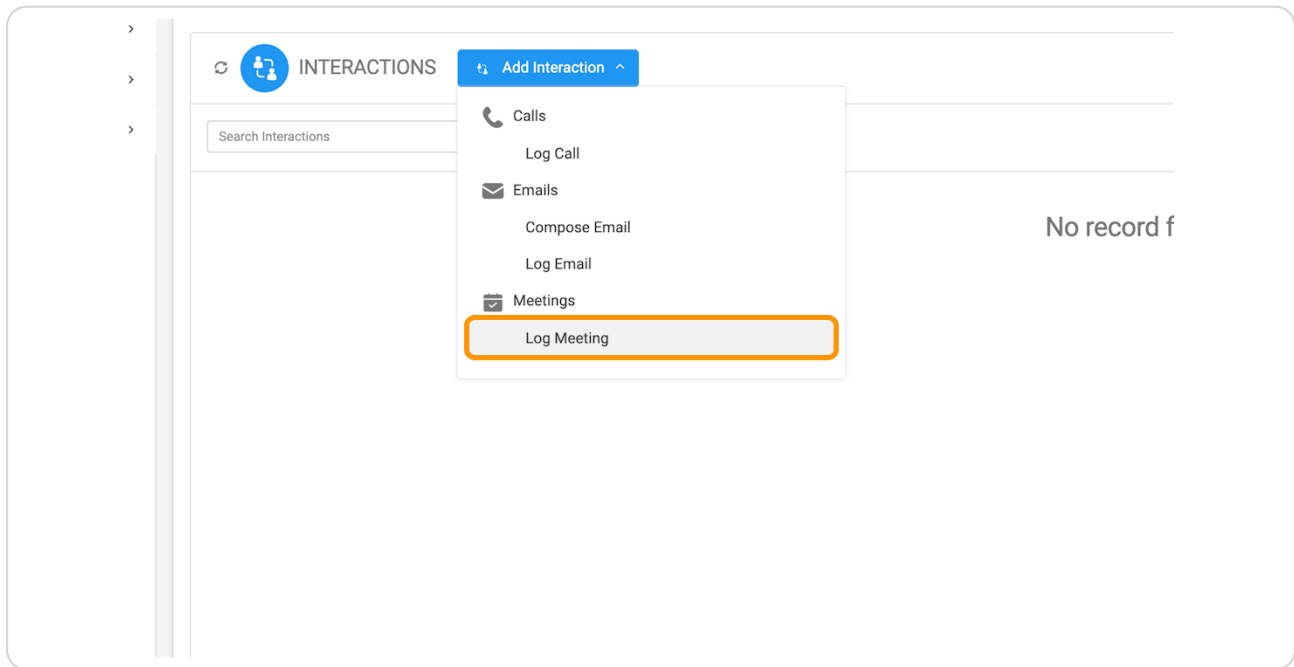 INTERACTIONS
Add Interaction
Calls
Search Interactions
Log Call
Emails
Compose Email
No record f
Log Email
Meetings
Log Meeting